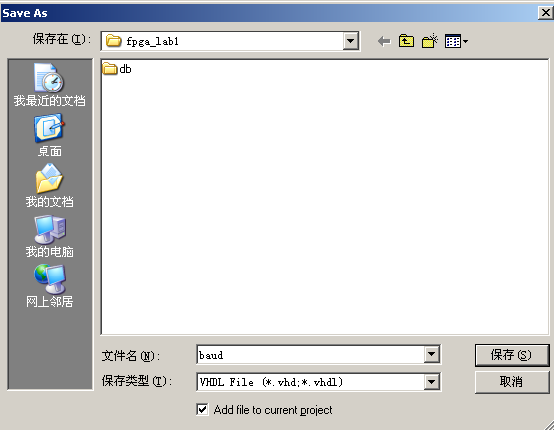 Save As
保存在(I):
fpga_lab1
db
我最近的文档
桌面
我的文档
我的电脑
网上邻居
文件名(N):
baud
保存(S)
保存类型(T):
VHDL File (*.vhd;*.vhdl)
取消
Add file to current project